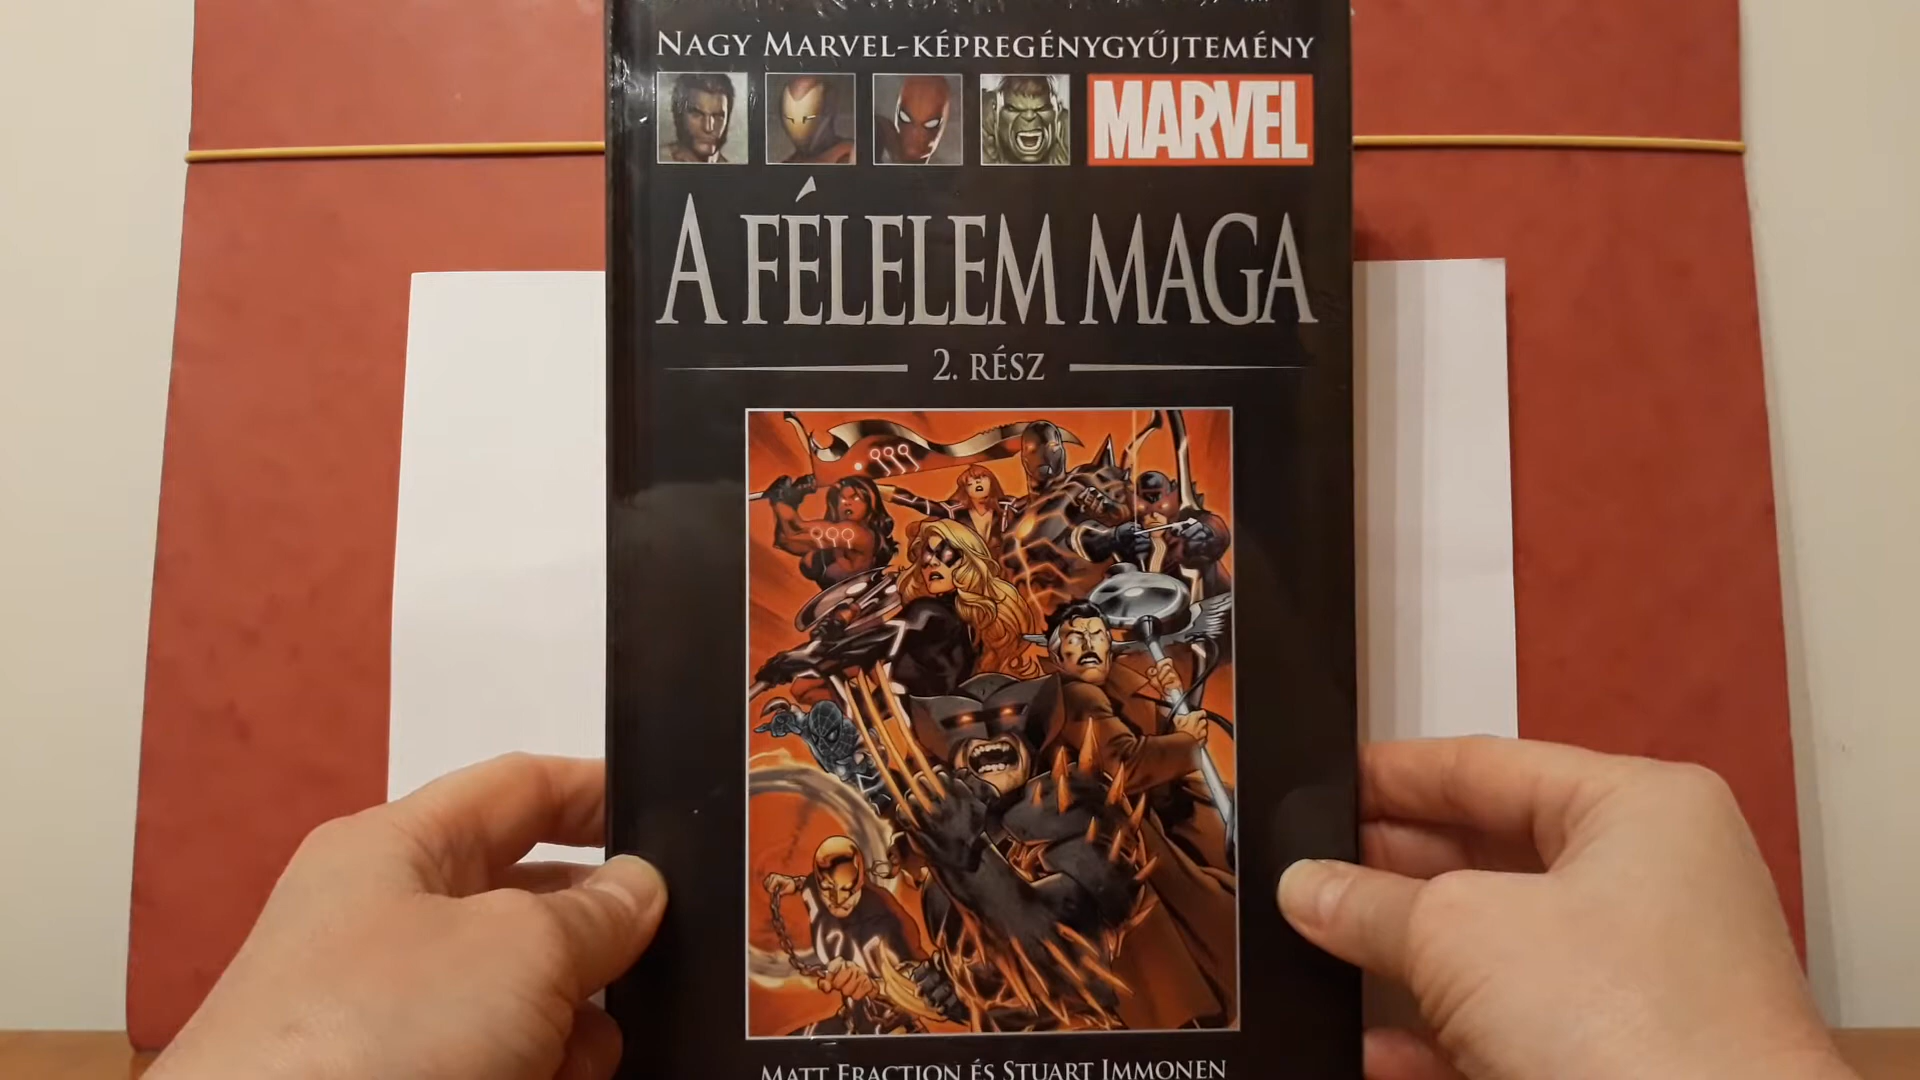 NAGY MARVEL-KÉPREGÉNYGYŰJTEMÉNY
MARVEL
A FÉLELEM MAGA
2. RÉSZ
MATT FRACTION ÉS STUART IMMONEN